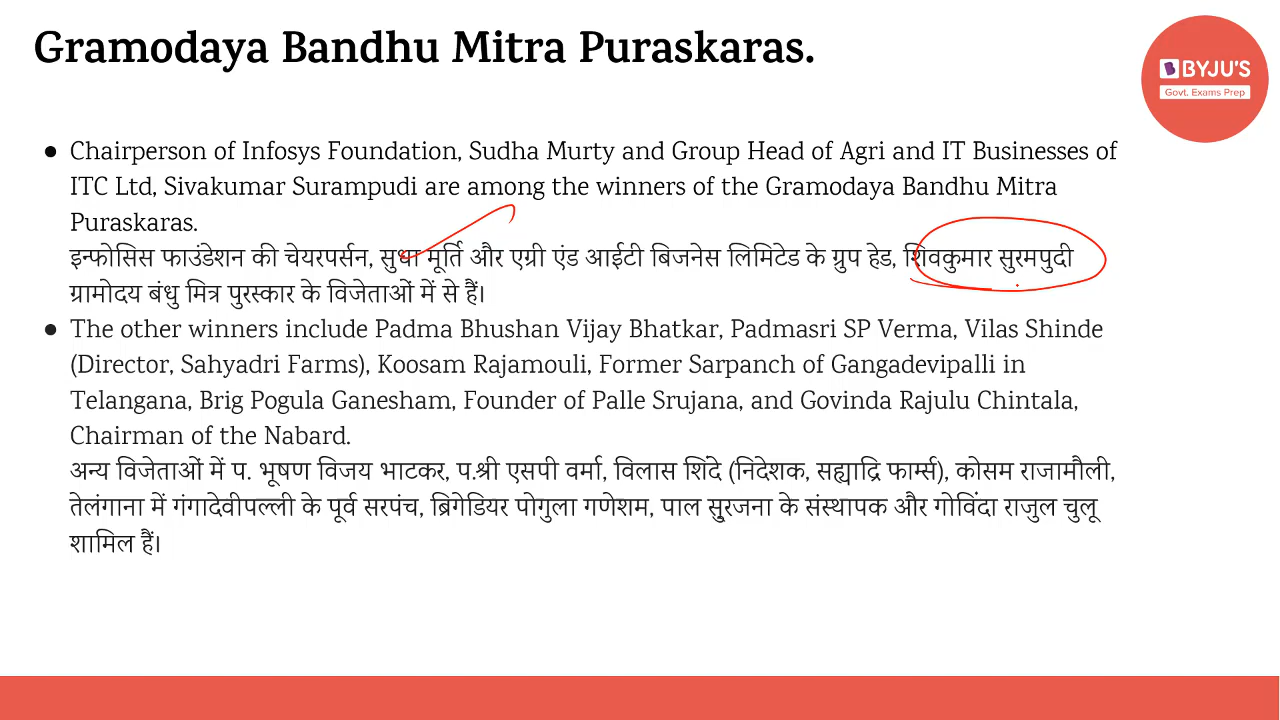 Gramodaya Bandhu Mitra Puraskaras.
BYJU'S
Govt. Exams Prep
● Chairperson of Infosys Foundation, Sudha Murty and Group Head of Agri and IT Businesses of
ITC Ltd, Sivakumar Surampudi are among the winners of the Gramodaya Bandhu Mitra
Puraskaras.
इन्फोसिस फाउंडेशन की चेयरपर्सन, सुधा मूर्ति और एग्री एंड आईटी बिजनेस लिमिटेड के ग्रुप हेड, शिवकुमार सुरमपुदी
ग्रामोदय बंधु मित्र पुरस्कार के विजेताओं में से हैं।
● The other winners include Padma Bhushan Vijay Bhatkar, Padmasri SP Verma, Vilas Shinde
(Director, Sahyadri Farms), Koosam Rajamouli, Former Sarpanch of Gangadevipalli in
Telangana, Brig Pogula Ganesham, Founder of Palle Srujana, and Govinda Rajulu Chintala,
Chairman of the Nabard.
अन्य विजेताओं में प. भूषण विजय भाटकर, प.श्री एसपी वर्मा, विलास शिंदे (निदेशक, सह्याद्रि फार्म्स), कोसम राजामौली,
तेलंगाना में गंगादेवीपल्ली के पूर्व सरपंच, ब्रिगेडियर पोगुला गणेशम, पाल सुृरजना के संस्थापक और गोविंदा राजुल चुलू
शामिल हैं।